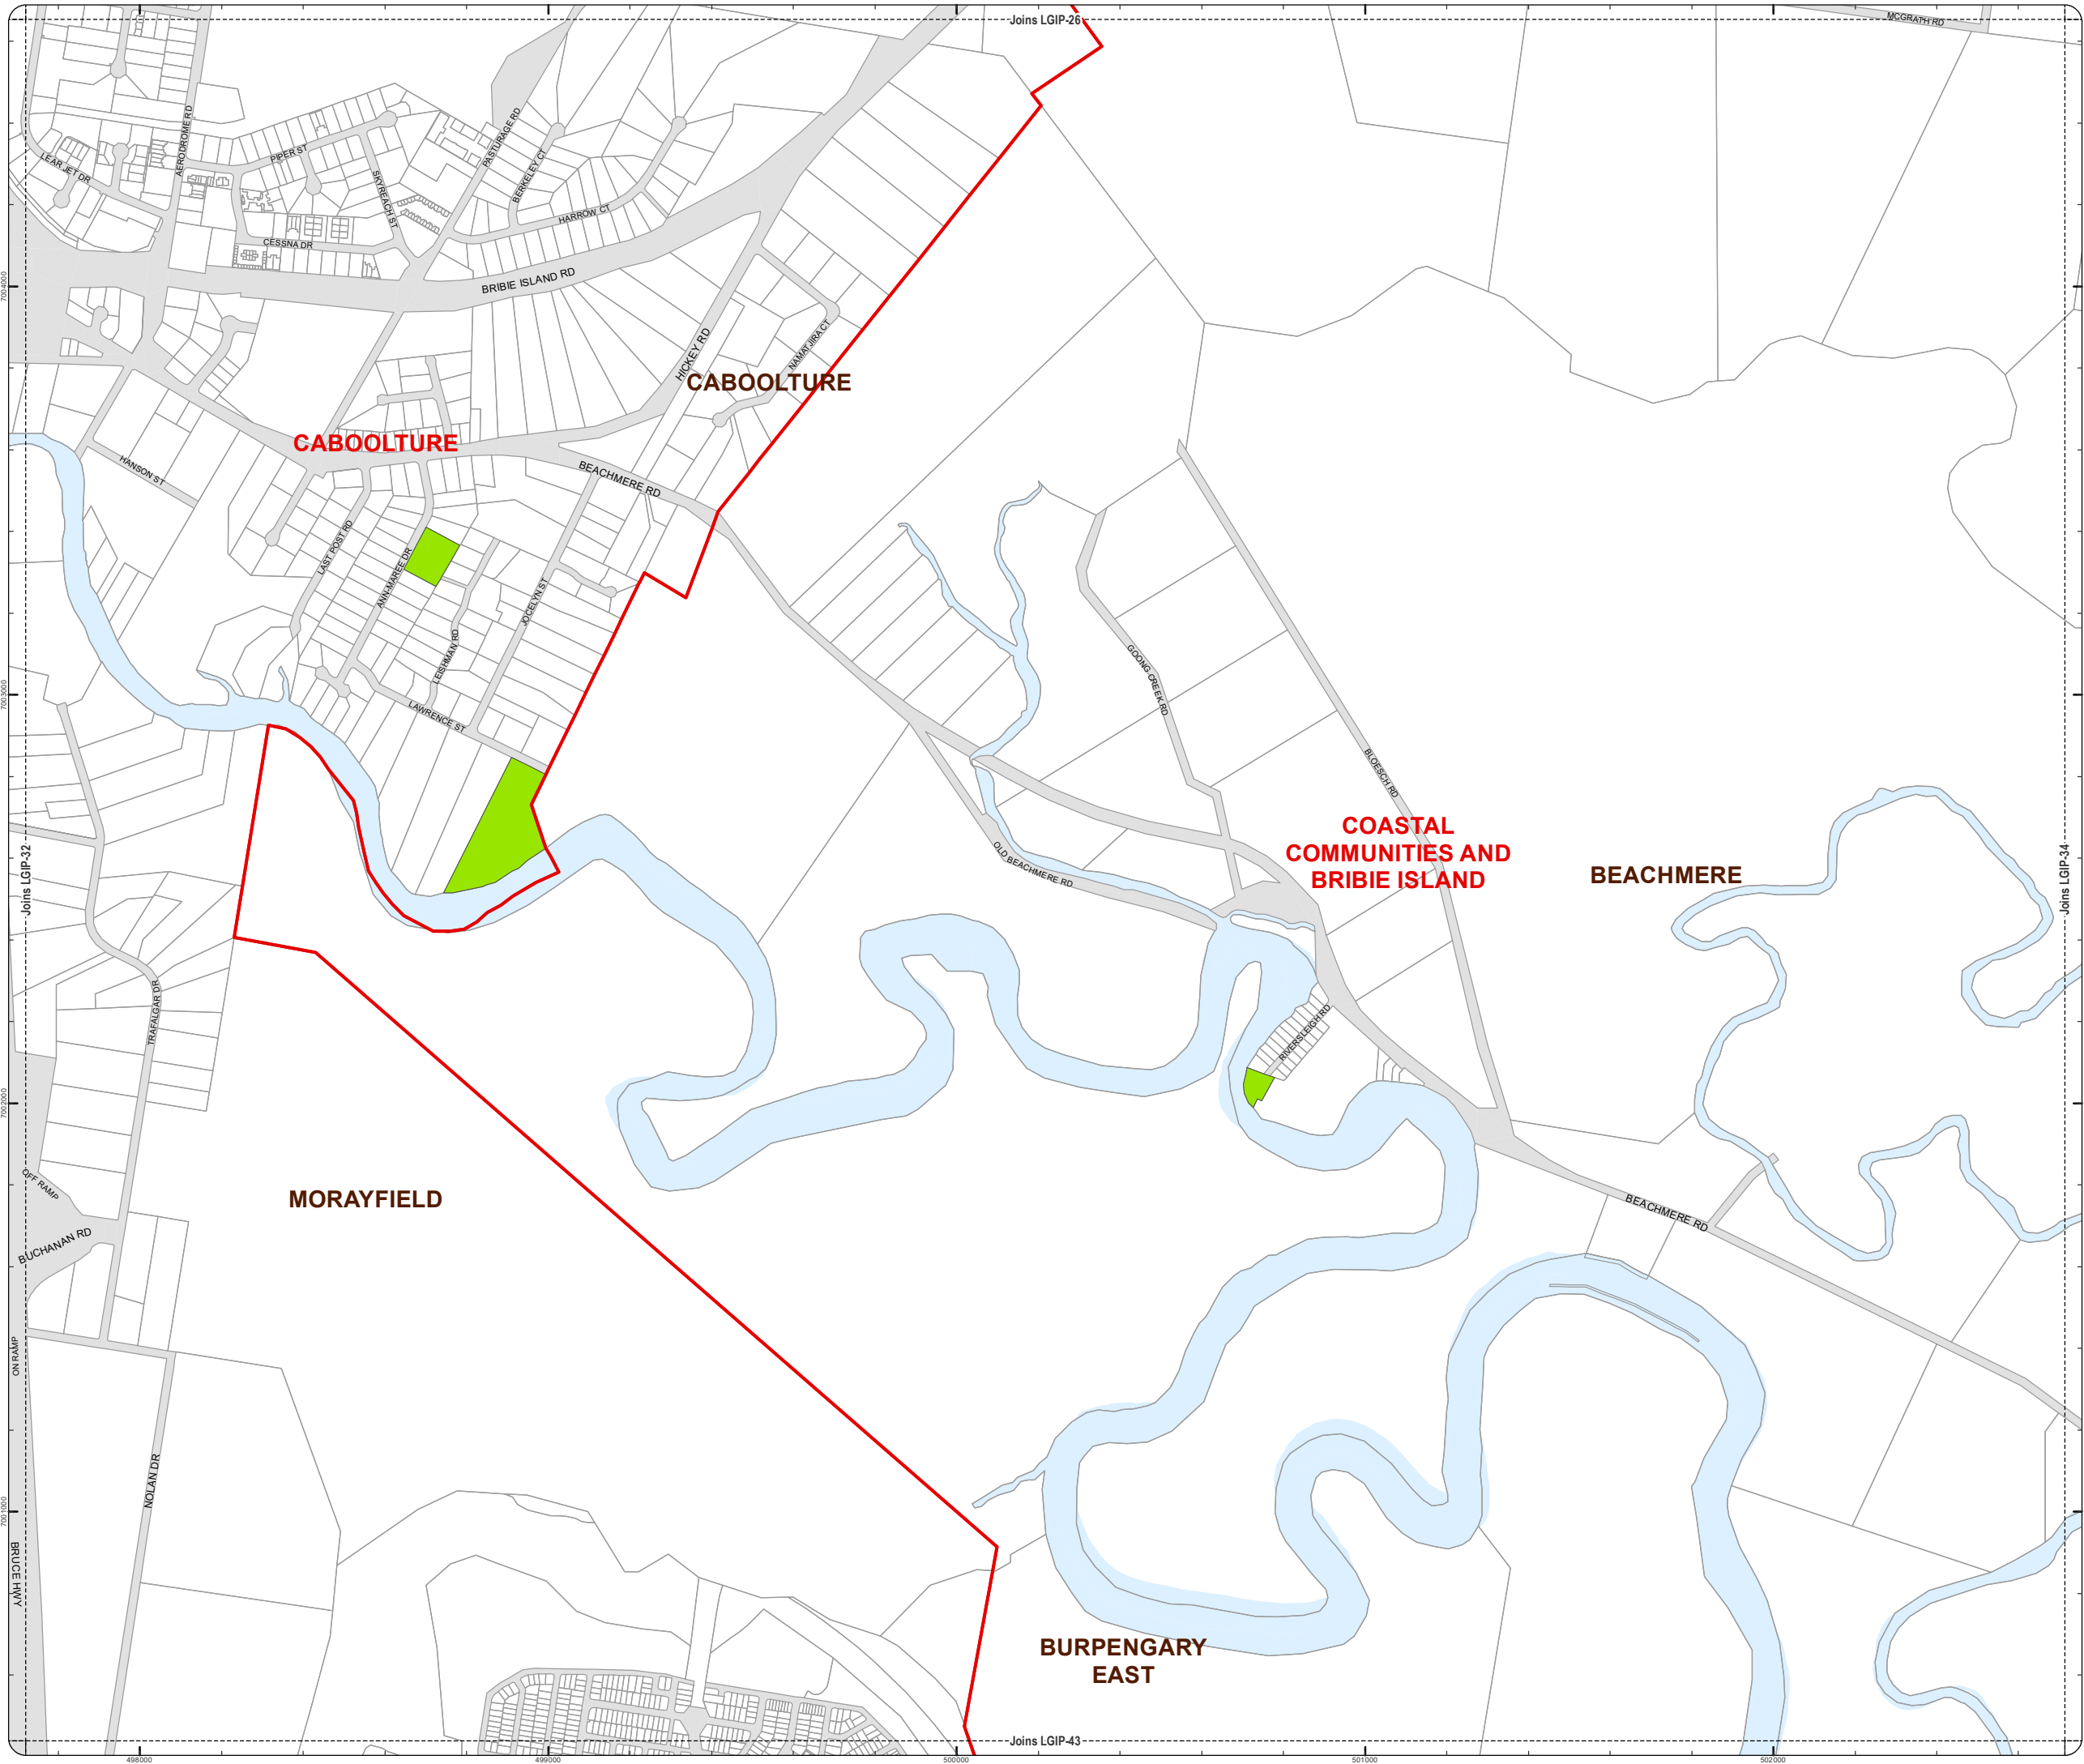 Joins LGIP-26
MCGRATH RD
AERODROME RD
PIPER ST
LEAR JET DR
SKYREACH ST
PASTURAGE RD
BERKELEY CT
HARROW CT
CESSNA DR
BRIBIE ISLAND RD
7004000
HICKEY RD
NAMATJIRA CT
CABOOLTURE
CABOOLTURE
HANSON ST
BEACHMERE RD
LAST POST RD
ANN-MAREE DR
JOCELYN ST
LEISHMAN RD
LAWRENCE ST
GOONG CREEK RD
BLOESCH RD
7003000
Joins LGIP-32
OLD BEACHMERE RD
COASTAL
COMMUNITIES AND
BRIBIE ISLAND
BEACHMERE
Joins LGIP-34
TRAFALGAR DR
RIVERSLEIGH RD
7002000
OFF RAMP
BUCHANAN RD
MORAYFIELD
BEACHMERE RD
ON RAMP
NOLAN DR
7001000
BRUCE HWY
BURPENGARY
EAST
Joins LGIP-43
498000
499000
500000
501000
502000